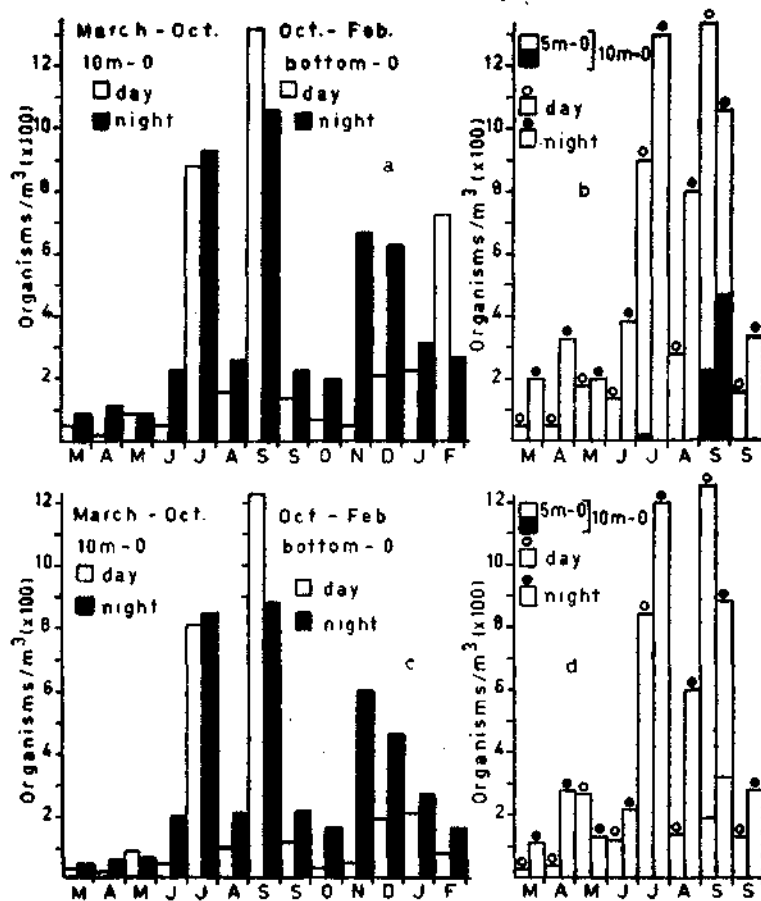 March - Oct.
10m-0
day
night
Oct. - Feb.
bottom-0
day
night
a
Organisms/m³ (x100)
12
10
8
6
4
2
M A M J J A S S O N D J F
5m-0
10m-0
day
night
b
Organisms/m³ (x100)
12
10
8
6
4
2
M A M J J A S S
March - Oct.
10m-0
day
night
Oct - Feb
bottom - 0
day
night
c
Organisms/m³ (x100)
12
10
8
6
4
2
M A M J J A S S O N D J F
5m-0
10m-0
day
night
d
Organisms/m³ (x100)
12
10
8
6
4
2
M A M J J A S S